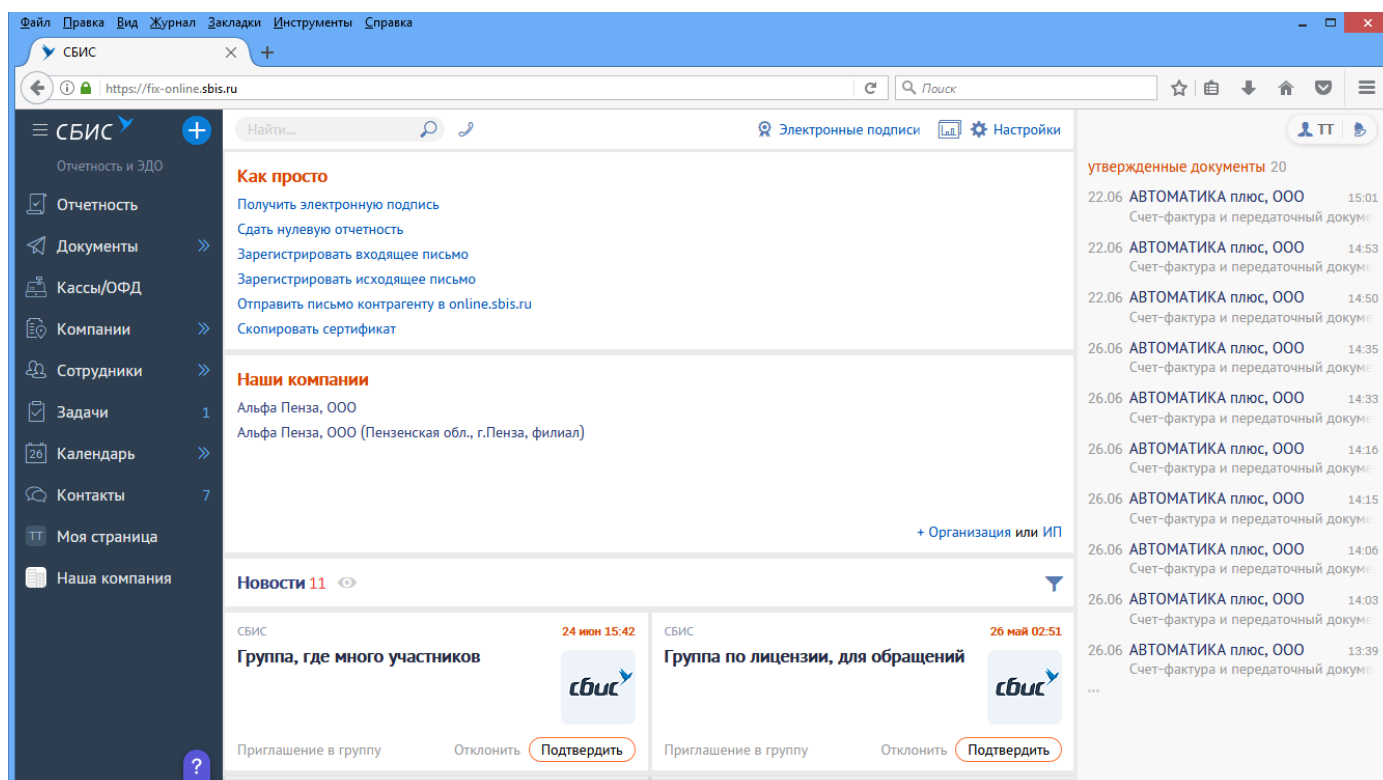 Файл Правка Вид Журнал Закладки Инструменты Справка
СБИС
https://fix-online.sbis.ru
Поиск
СБИС
Отчетность и ЭДО
Отчетность
Документы
Кассы/ОФД
Компании
Сотрудники
Задачи 1
26 Календарь
Контакты 7
ТТ Моя страница
Наша компания
?
Найти...
Электронные подписи Настройки
Как просто
Получить электронную подпись
Сдать нулевую отчетность
Зарегистрировать входящее письмо
Зарегистрировать исходящее письмо
Отправить письмо контрагенту в online.sbis.ru
Скопировать сертификат
Наши компании
Альфа Пенза, ООО
Альфа Пенза, ООО (Пензенская обл., г.Пенза, филиал)
+ Организация или ИП
Новости 11
СБИС 24 июн 15:42
Группа, где много участников
сбис
Приглашение в группу Отклонить Подтвердить
СБИС 26 май 02:51
Группа по лицензии, для обращений
сбис
Приглашение в группу Отклонить Подтвердить
ТТ
утвержденные документы 20
22.06 АВТОМАТИКА плюс, ООО 15:01
Счет-фактура и передаточный докуме
22.06 АВТОМАТИКА плюс, ООО 14:53
Счет-фактура и передаточный докуме
22.06 АВТОМАТИКА плюс, ООО 14:50
Счет-фактура и передаточный докуме
26.06 АВТОМАТИКА плюс, ООО 14:35
Счет-фактура и передаточный докуме
26.06 АВТОМАТИКА плюс, ООО 14:33
Счет-фактура и передаточный докуме
26.06 АВТОМАТИКА плюс, ООО 14:16
Счет-фактура и передаточный докуме
26.06 АВТОМАТИКА плюс, ООО 14:15
Счет-фактура и передаточный докуме
26.06 АВТОМАТИКА плюс, ООО 14:06
Счет-фактура и передаточный докуме
26.06 АВТОМАТИКА плюс, ООО 14:03
Счет-фактура и передаточный докуме
26.06 АВТОМАТИКА плюс, ООО 13:39
Счет-фактура и передаточный докуме
...